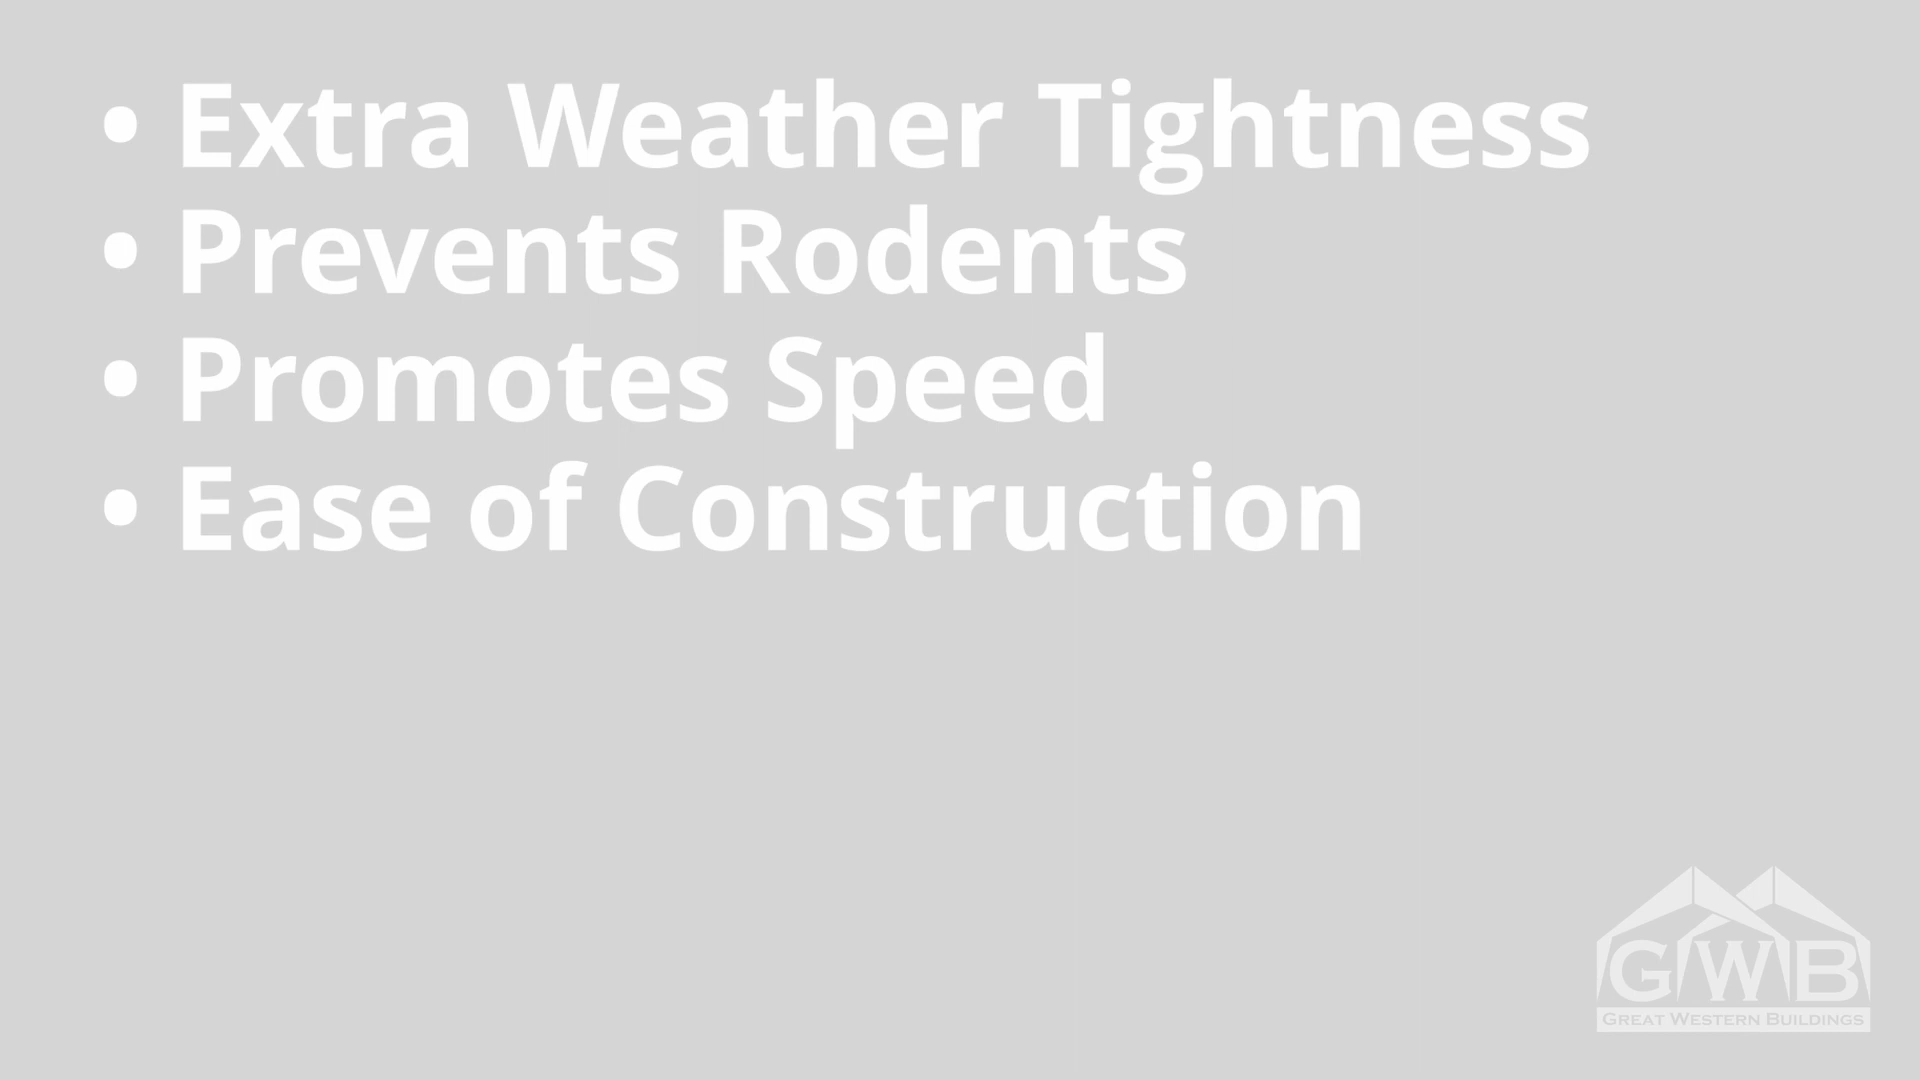 • Extra Weather Tightness
• Prevents Rodents
• Promotes Speed
• Ease of Construction
GWB
GREAT WESTERN BUILDINGS